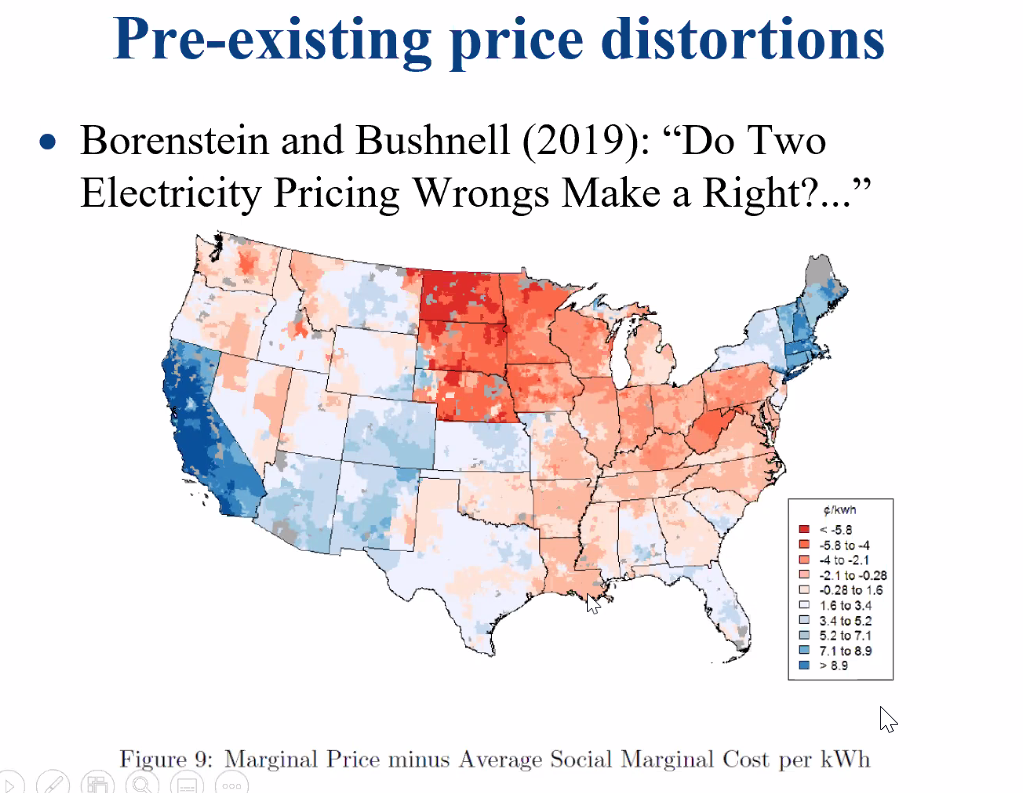 Pre-existing price distortions
• Borenstein and Bushnell (2019): “Do Two
Electricity Pricing Wrongs Make a Right?...”
¢/kwh
< -5.8
-5.8 to -4
-4 to -2.1
-2.1 to -0.28
-0.28 to 1.6
1.6 to 3.4
3.4 to 5.2
5.2 to 7.1
7.1 to 8.9
> 8.9
Figure 9: Marginal Price minus Average Social Marginal Cost per kWh